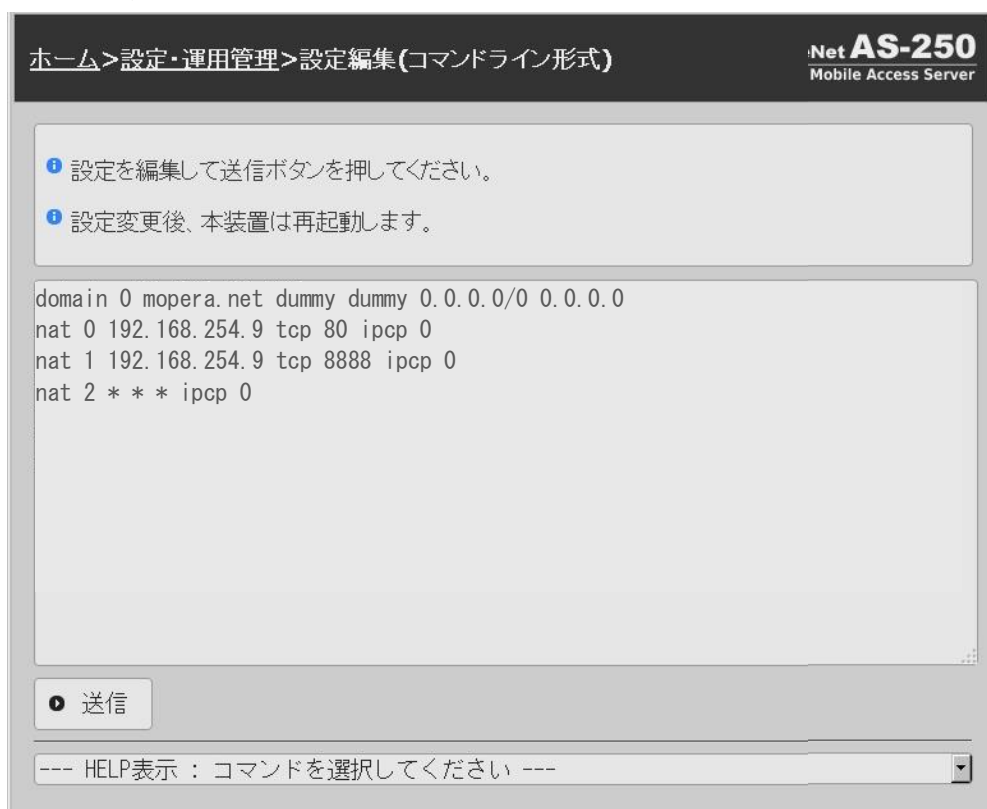 ホーム>設定・運用管理>設定編集(コマンドライン形式)
Net AS-250
Mobile Access Server
設定を編集して送信ボタンを押してください。
設定変更後、本装置は再起動します。
domain 0 mopera.net dummy dummy 0.0.0.0/0 0.0.0.0
nat 0 192.168.254.9 tcp 80 ipcp 0
nat 1 192.168.254.9 tcp 8888 ipcp 0
nat 2 * * * ipcp 0
送信
--- HELP表示 : コマンドを選択してください ---